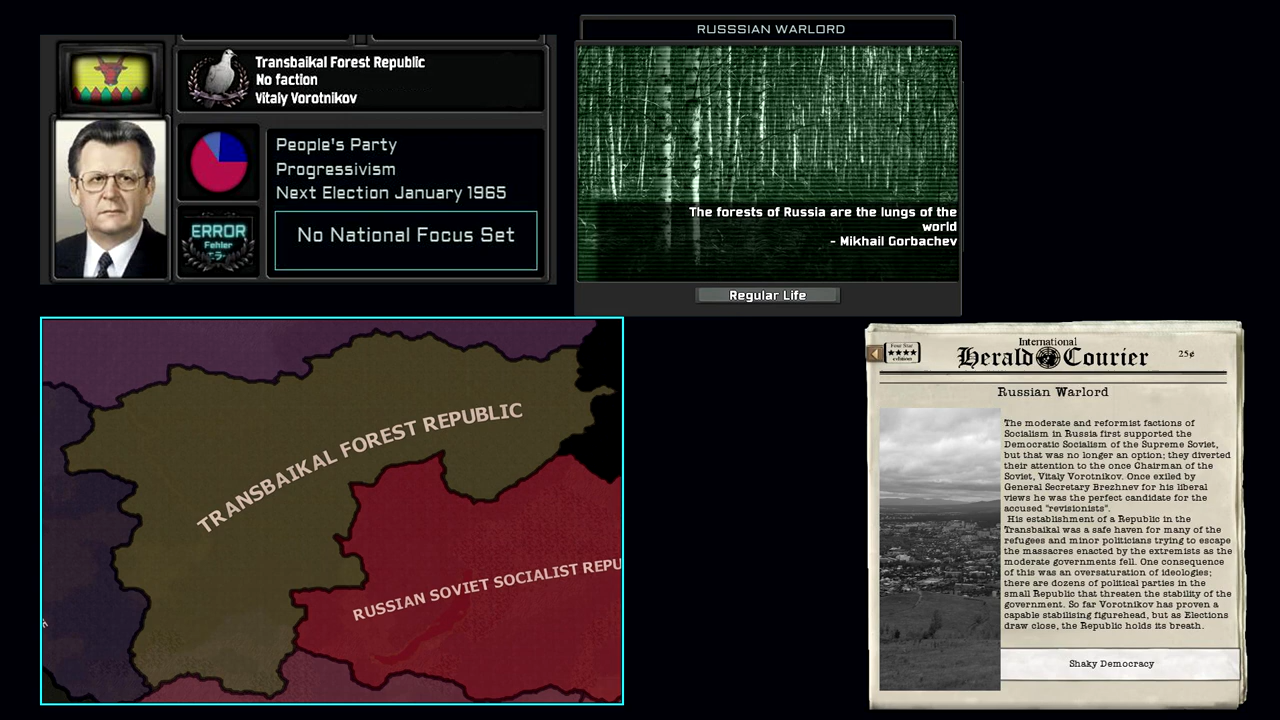 Transbaikal Forest Republic
No faction
Vitaly Vorotnikov
People's Party
Progressivism
Next Election January 1965
ERROR
Fehler
No National Focus Set
RUSSSIAN WARLORD
The forests of Russia are the lungs of the
world
- Mikhail Gorbachev
Regular Life
TRANSBAIKAL FOREST REPUBLIC
RUSSIAN SOVIET SOCIALIST REPU
Four Star
edition
International
Herald Courier
25¢
Russian Warlord
The moderate and reformist factions of
Socialism in Russia first supported the
Democratic Socialism of the Supreme Soviet,
but that was no longer an option; they diverted
their attention to the once Chairman of the
Soviet, Vitaly Vorotnikov. Once exiled by
General Secretary Brezhnev for his liberal
views he was the perfect candidate for the
accused "revisionists".
His establishment of a Republic in the
Transbaikal was a safe haven for many of the
refugees and minor politicians trying to escape
the massacres enacted by the extremists as the
moderate governments fell. One consequence
of this was an oversaturation of ideologies;
there are dozens of political parties in the
small Republic that threaten the stability of the
government. So far Vorotnikov has proven a
capable stabilising figurehead, but as Elections
draw close, the Republic holds its breath.
Shaky Democracy